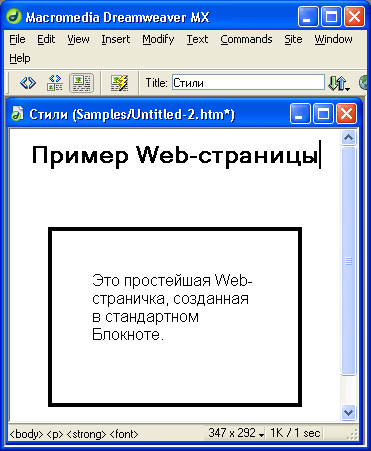 Macromedia Dreamweaver MX
File Edit View Insert Modify Text Commands Site Window
Help
Title: Стили
Стили (Samples/Untitled-2.htm*)
Пример Web-страницы
Это простейшая Web-
страничка, созданная
в стандартном
Блокноте.
<body> <p> <strong> <font> 347 x 292 1K / 1 sec